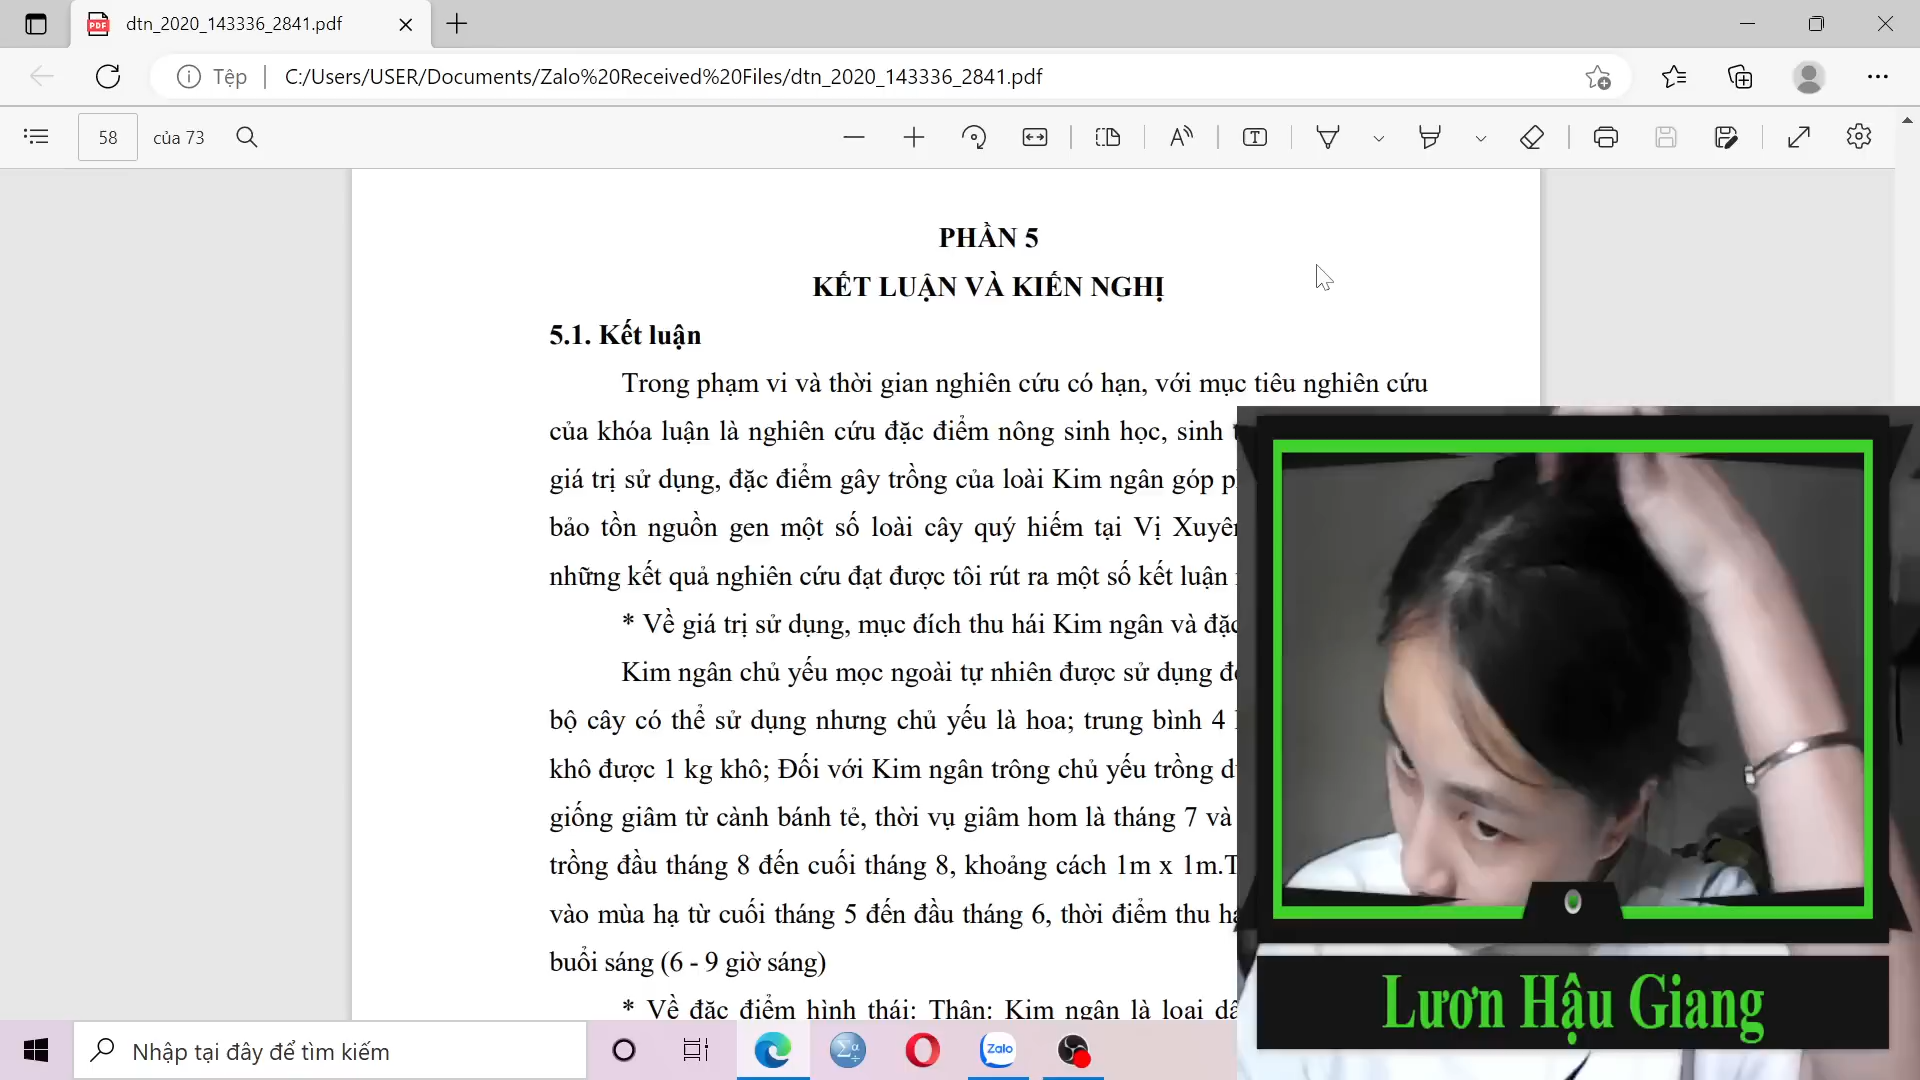 dtn_2020_143336_2841.pdf
Tệp
C:/Users/USER/Documents/Zalo%20Received%20Files/dtn_2020_143336_2841.pdf
58 của 73
PHẦN 5
KẾT LUẬN VÀ KIẾN NGHỊ
5.1. Kết luận
Trong phạm vi và thời gian nghiên cứu có hạn, với mục tiêu nghiên cứu
của khóa luận là nghiên cứu đặc điểm nông sinh học, sinh
giá trị sử dụng, đặc điểm gây trồng của loài Kim ngân góp
bảo tồn nguồn gen một số loài cây quý hiếm tại Vị Xuyên
những kết quả nghiên cứu đạt được tôi rút ra một số kết luận
* Về giá trị sử dụng, mục đích thu hái Kim ngân và đặc
Kim ngân chủ yếu mọc ngoài tự nhiên được sử dụng
bộ cây có thể sử dụng nhưng chủ yếu là hoa; trung bình 4
khô được 1 kg khô; Đối với Kim ngân trông chủ yếu trồng
giống giâm từ cành bánh tẻ, thời vụ giâm hom là tháng 7 và
trồng đầu tháng 8 đến cuối tháng 8, khoảng cách 1m x 1m.
vào mùa hạ từ cuối tháng 5 đến đầu tháng 6, thời điểm thu
buổi sáng (6 - 9 giờ sáng)
* Về đặc điểm hình thái: Thân: Kim ngân là loại
Lươn Hậu Giang
Nhập tại đây để tìm kiếm
Zalo